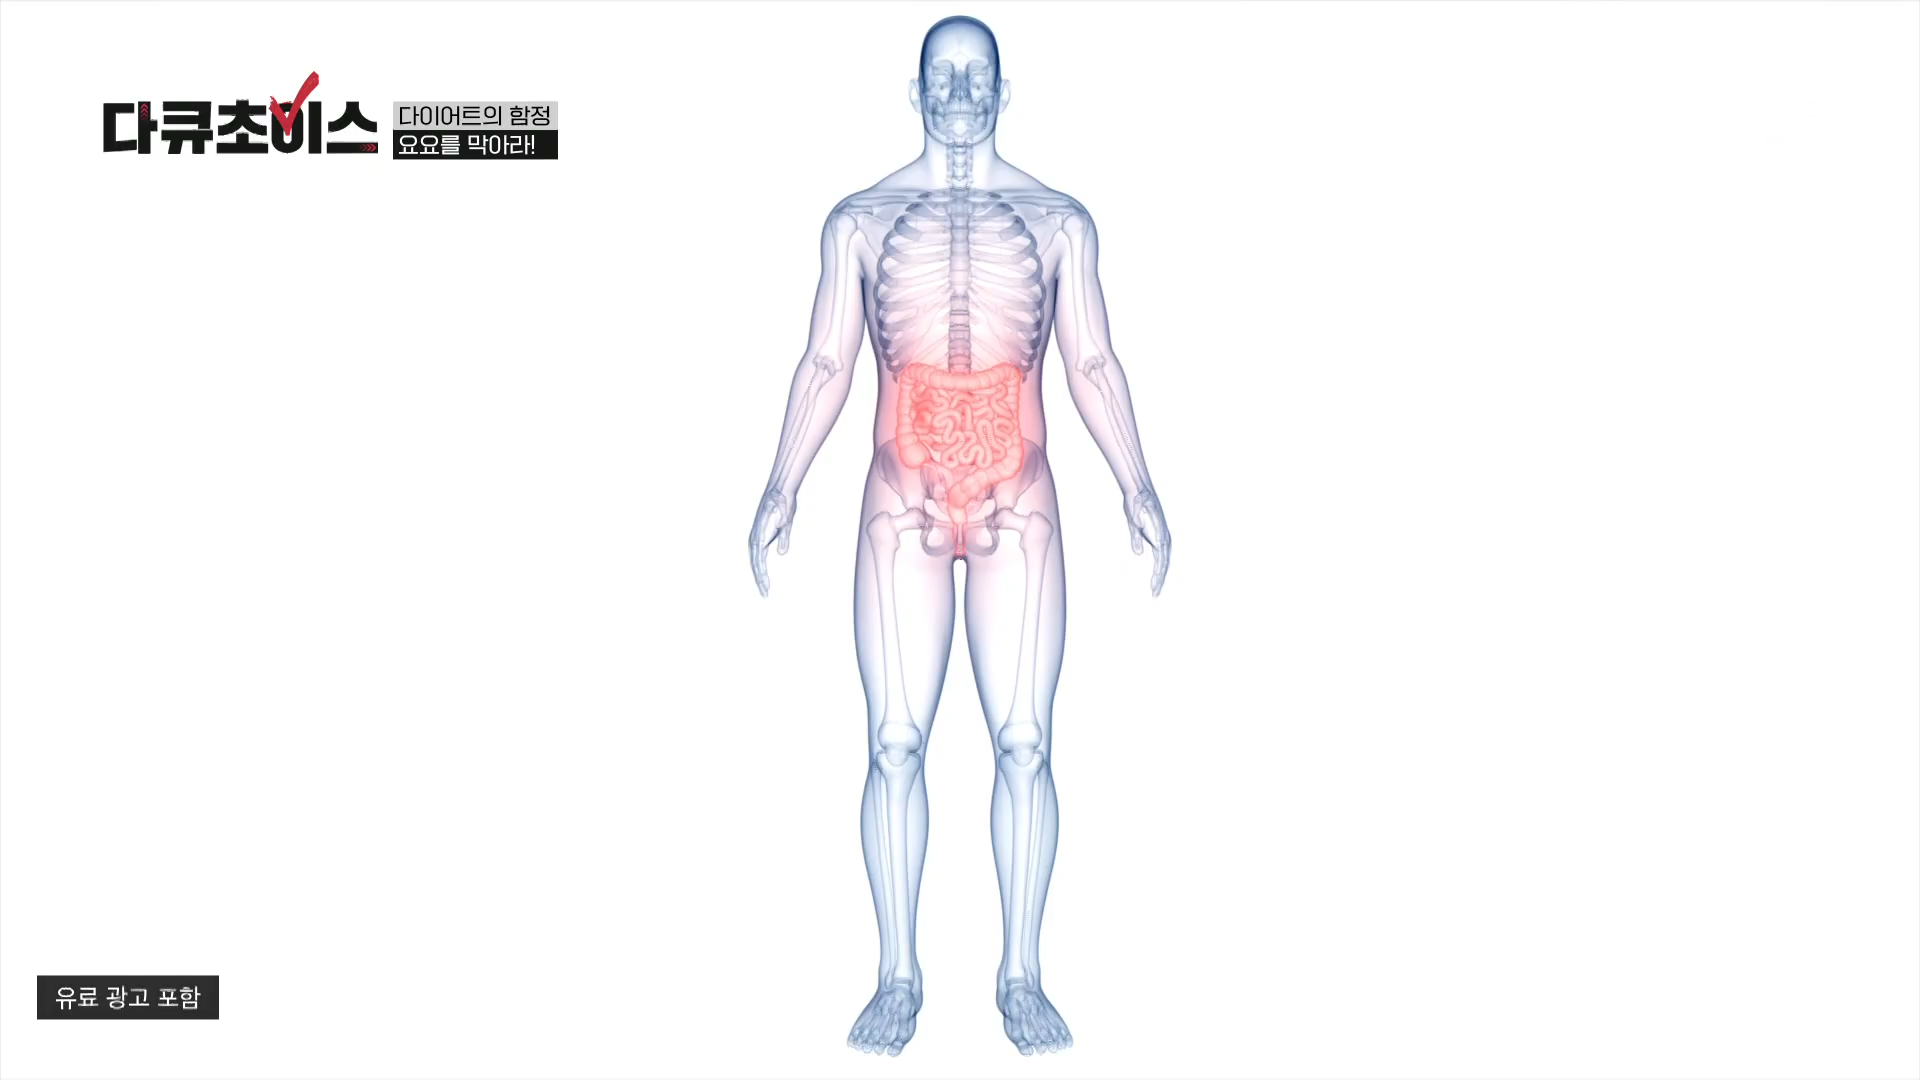 다큐초이스
다이어트의 함정
요요를 막아라!
유료 광고 포함